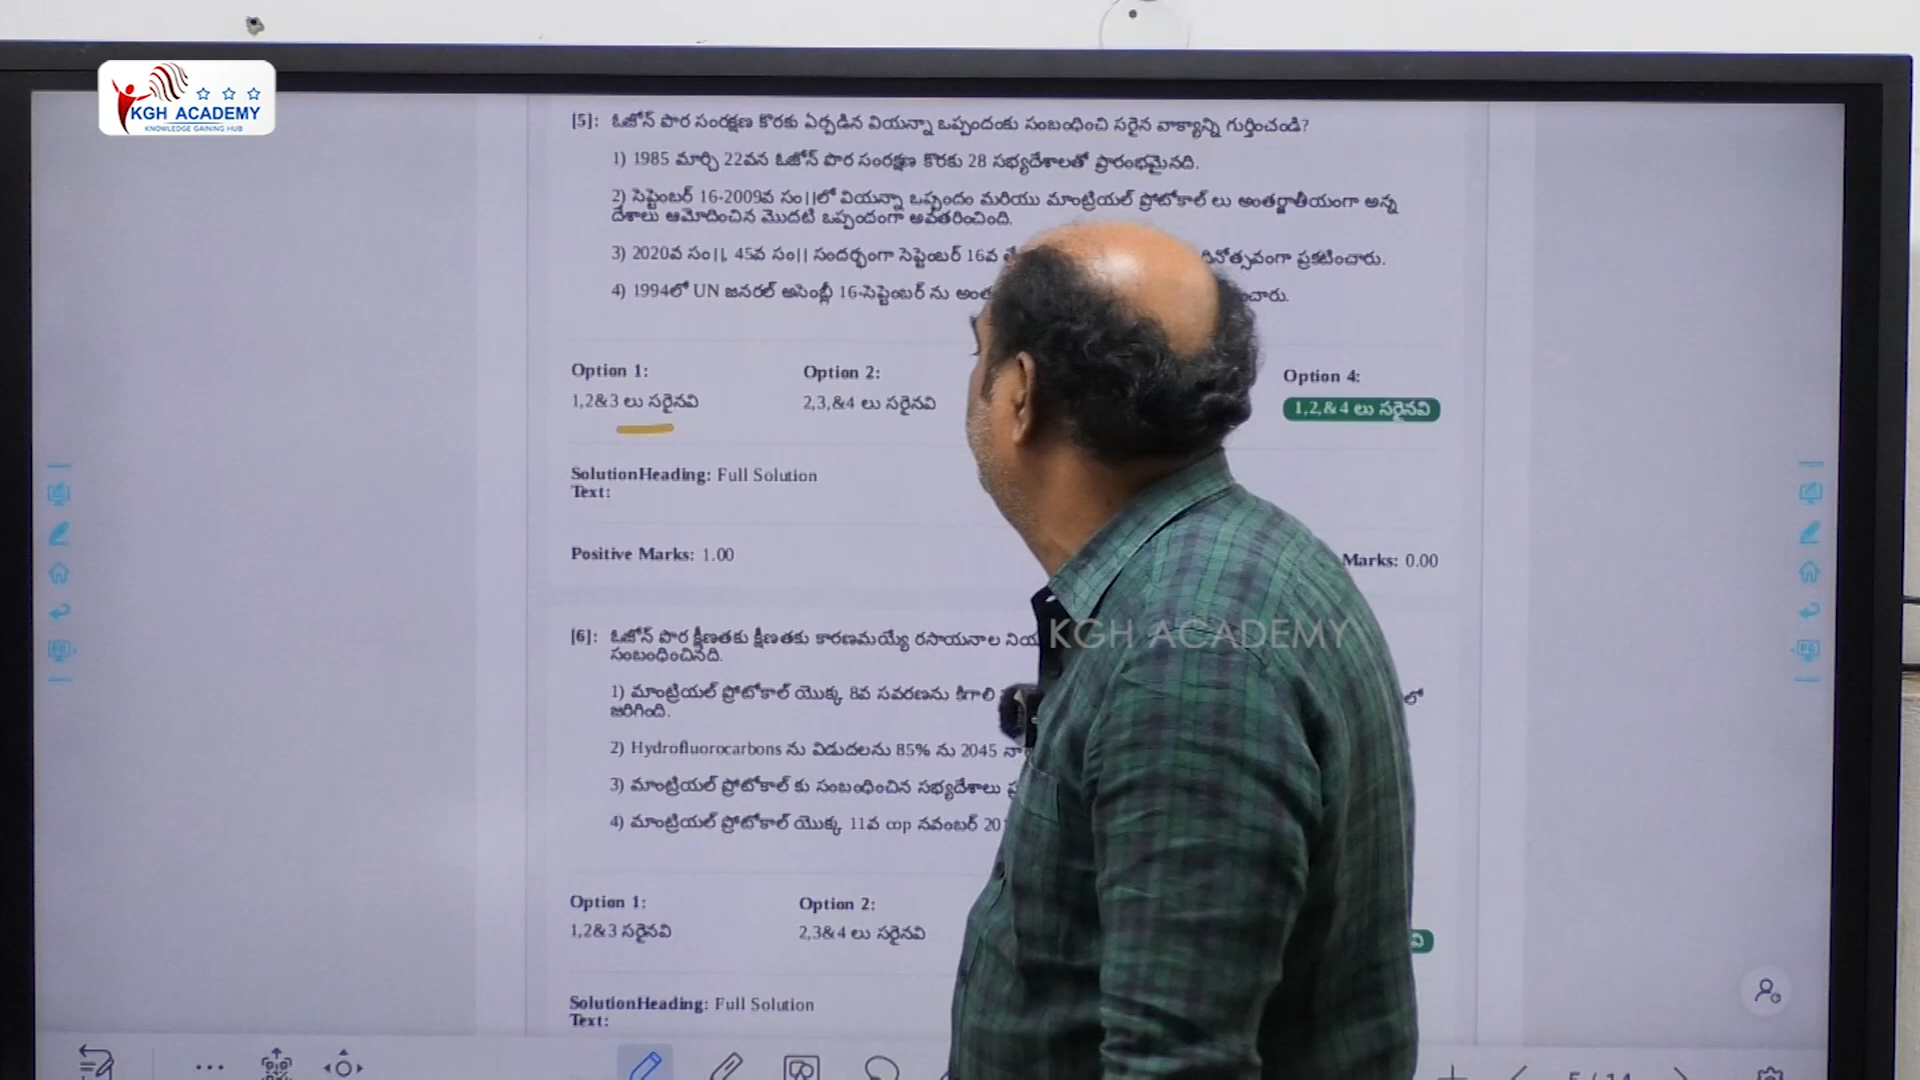 KGH ACADEMY
KNOWLEDGE GAINING HUB
[5]: ఓజోన్ పొర సంరక్షణ కొరకు ఏర్పడిన వియన్నా ఒప్పందంకు సంబంధించి సరైన వాక్యాన్ని గుర్తించండి?
1) 1985 మార్చి 22వన ఓజోన్ పొర సంరక్షణ కొరకు 28 సభ్యదేశాలతో ప్రారంభమైనది.
2) సెప్టెంబర్ 16-2009వ సం||లో వియన్నా ఒప్పందం మరియు మాంట్రియల్ ప్రోటోకాల్ లు అంతర్జాతీయంగా అన్న
దేశాలు ఆమోదించిన మొదటి ఒప్పందంగా అవతరించింది.
3) 2020వ సం||, 45వ సం|| సందర్భంగా సెప్టెంబర్ 16వ దినోత్సవంగా ప్రకటించారు.
4) 1994లో UN జనరల్ అసెంబ్లీ 16-సెప్టెంబర్ ను
Option 1:
Option 2:
Option 4:
1,2&3 లు సరైనవి
2,3,&4 లు సరైనవి
1,2,&4 లు సరైనవి
SolutionHeading: Full Solution
Text:
Positive Marks: 1.00
Marks: 0.00
[6]: ఓజోన్ పొర క్షీణతకు క్షీణతకు కారణమయ్యే రసాయనాల
సంబంధించినది.
KGH ACADEMY
1) మాంట్రియల్ ప్రోటోకాల్ యొక్క 8వ సవరణను కిగాలి లో
జరిగింది.
2) Hydrofluorocarbons ను విడుదలను 85% ను 2045
3) మాంట్రియల్ ప్రోటోకాల్ కు సంబంధించిన సభ్యదేశాలు
4) మాంట్రియల్ ప్రోటోకాల్ యొక్క 11వ cop నవంబర్
Option 1:
Option 2:
1,2&3 సరైనవి
2,3&4 లు సరైనవి
SolutionHeading: Full Solution
Text: